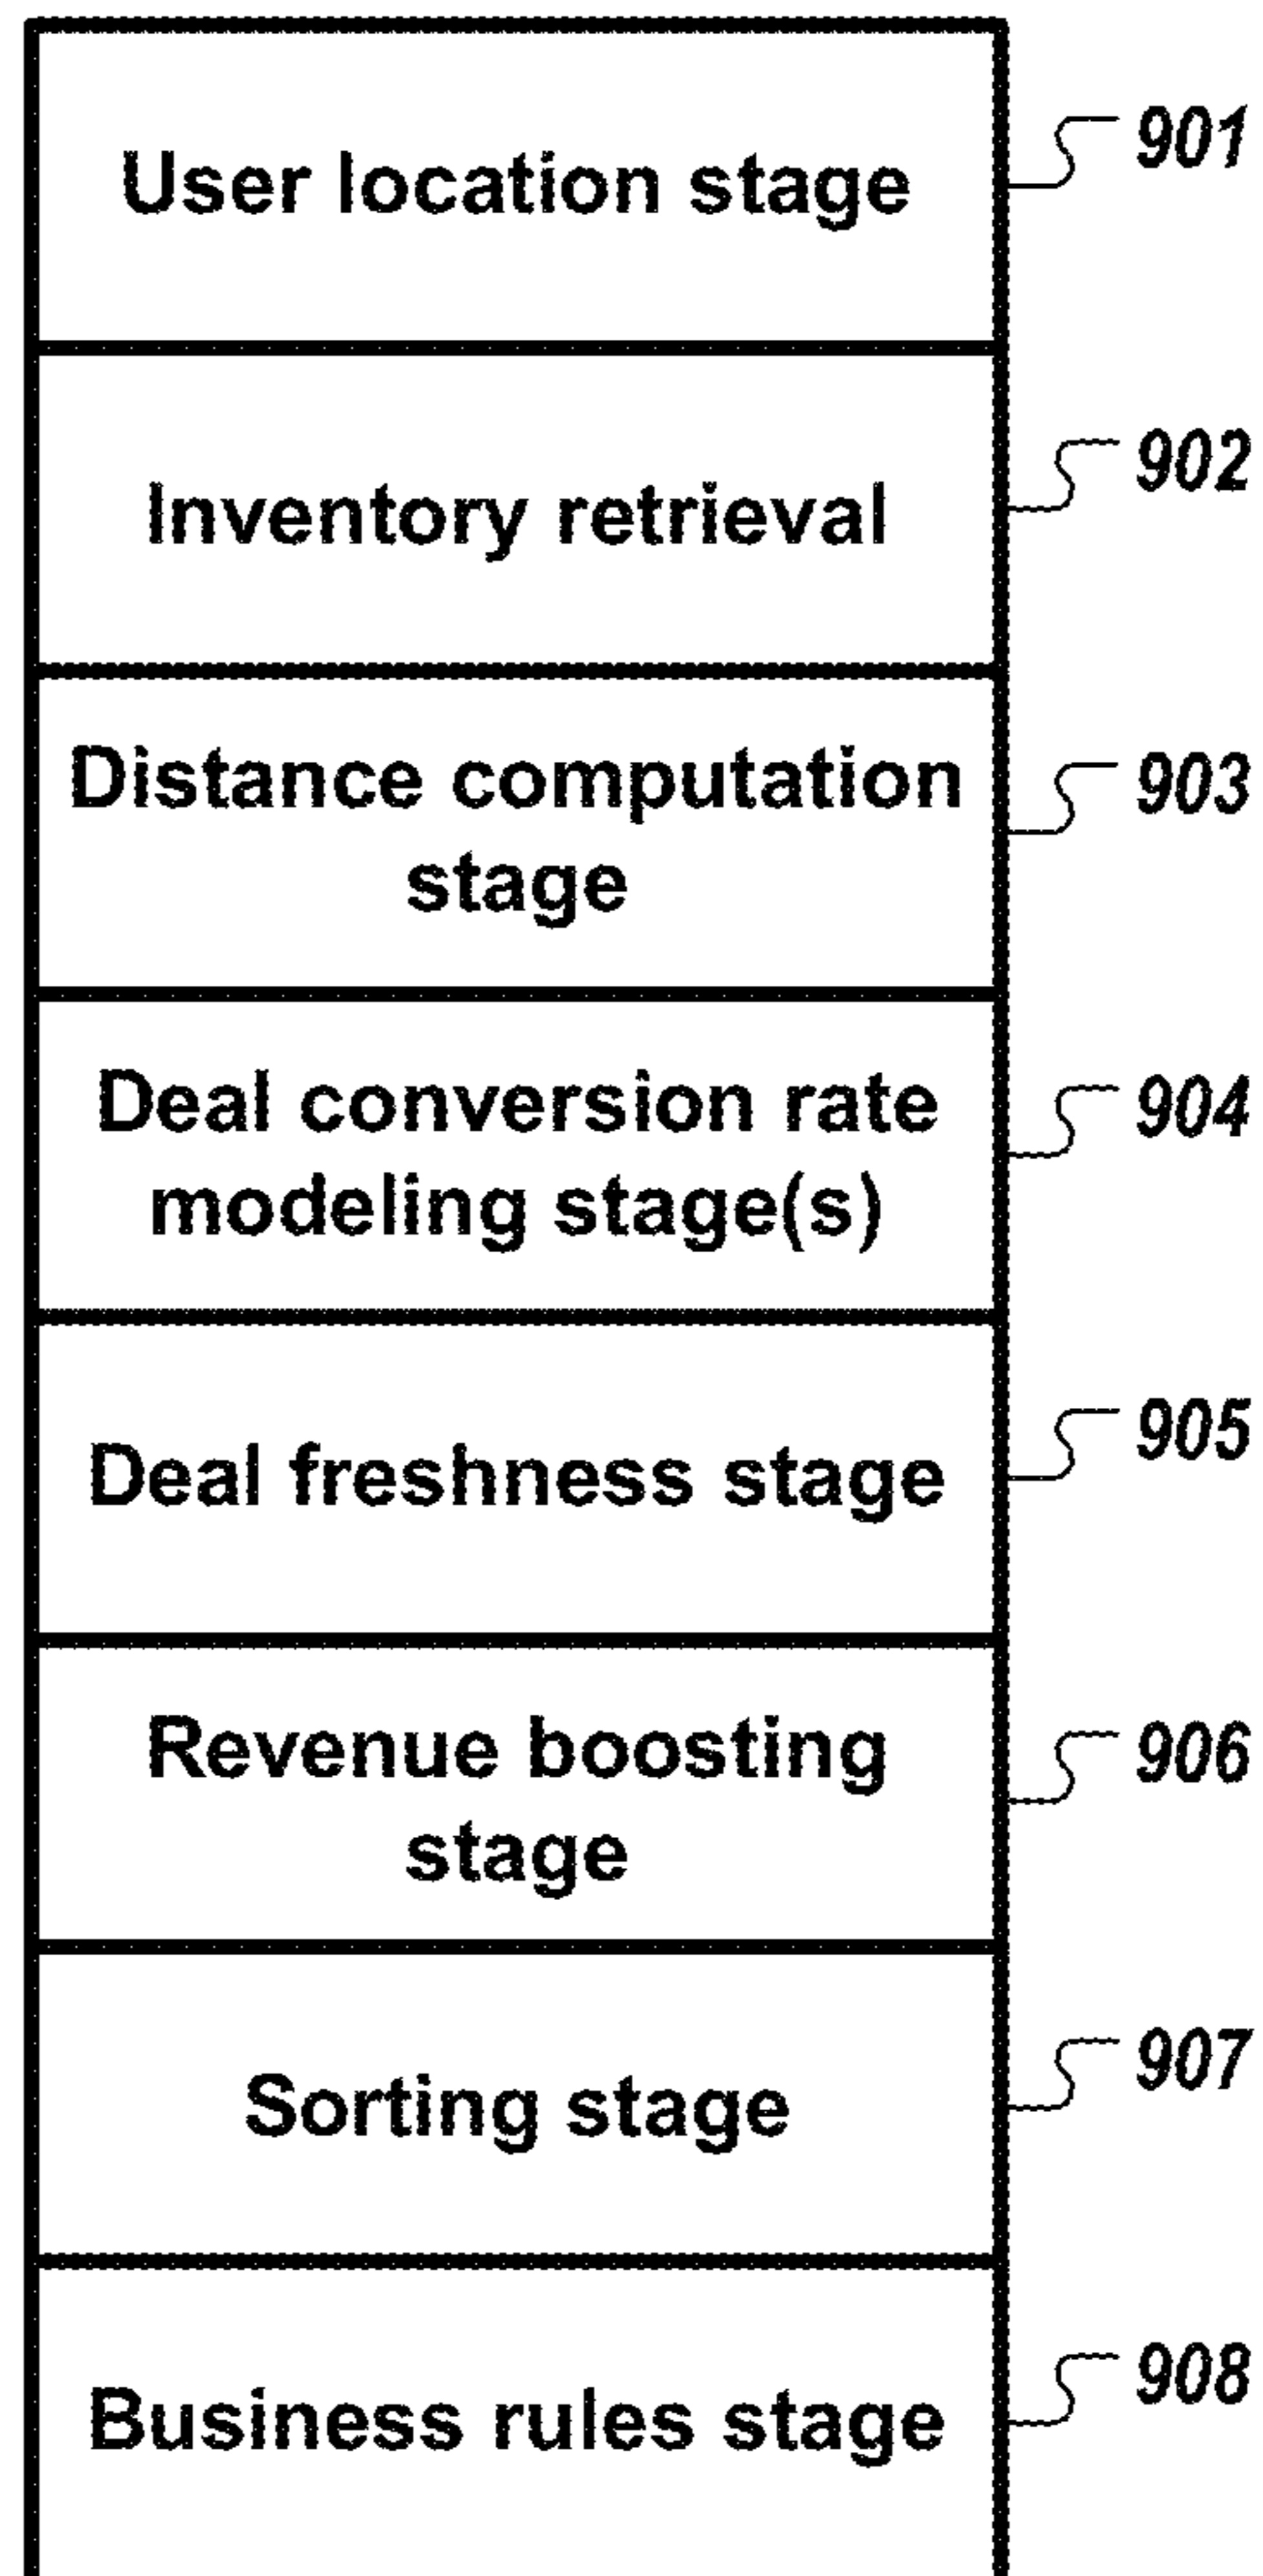 User location stage
901
Inventory retrieval
902
Distance computation
stage
903
Deal conversion rate
modeling stage(s)
904
Deal freshness stage
905
Revenue boosting
stage
906
Sorting stage
907
Business rules stage
908